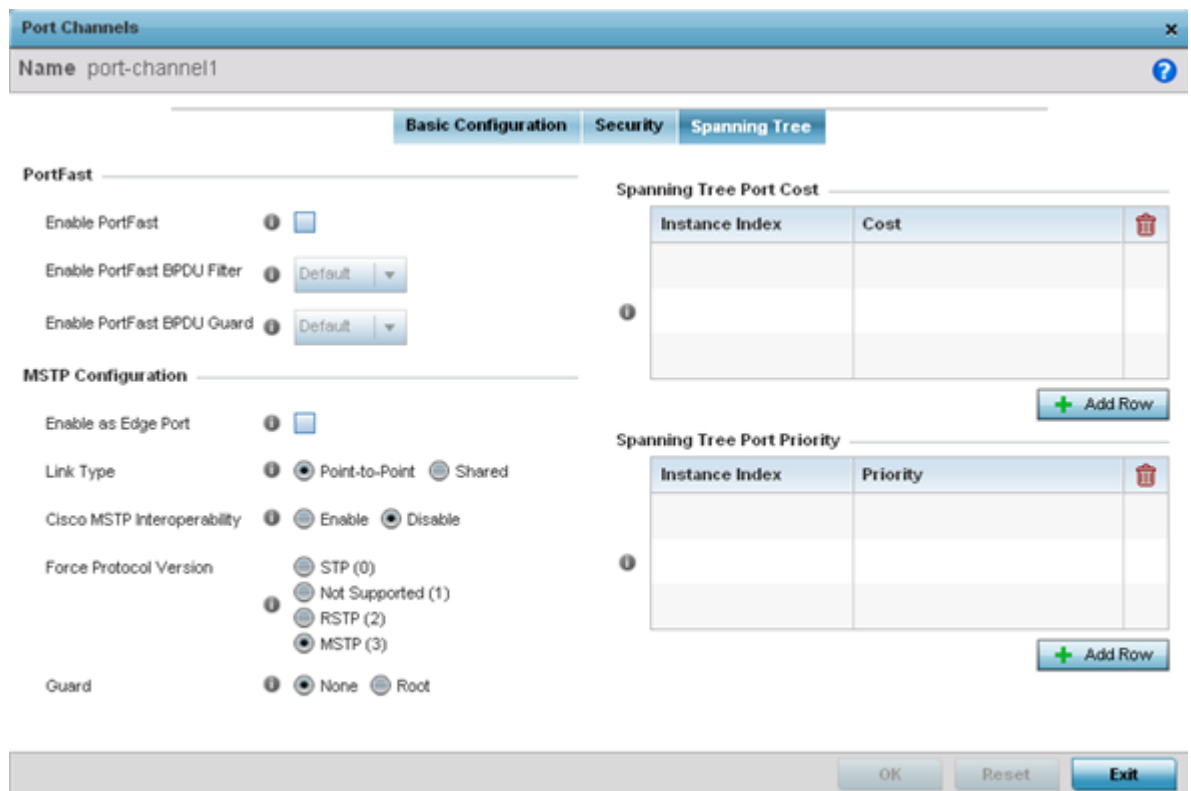 Port Channels
Name port-channel1
Basic Configuration Security Spanning Tree
PortFast
Enable PortFast
Enable PortFast BPDU Filter Default
Enable PortFast BPDU Guard Default
MSTP Configuration
Enable as Edge Port
Link Type Point-to-Point Shared
Cisco MSTP Interoperability Enable Disable
Force Protocol Version STP (0)
Not Supported (1)
RSTP (2)
MSTP (3)
Guard None Root
Spanning Tree Port Cost
Instance Index Cost
Add Row
Spanning Tree Port Priority
Instance Index Priority
Add Row
OK Reset Exit